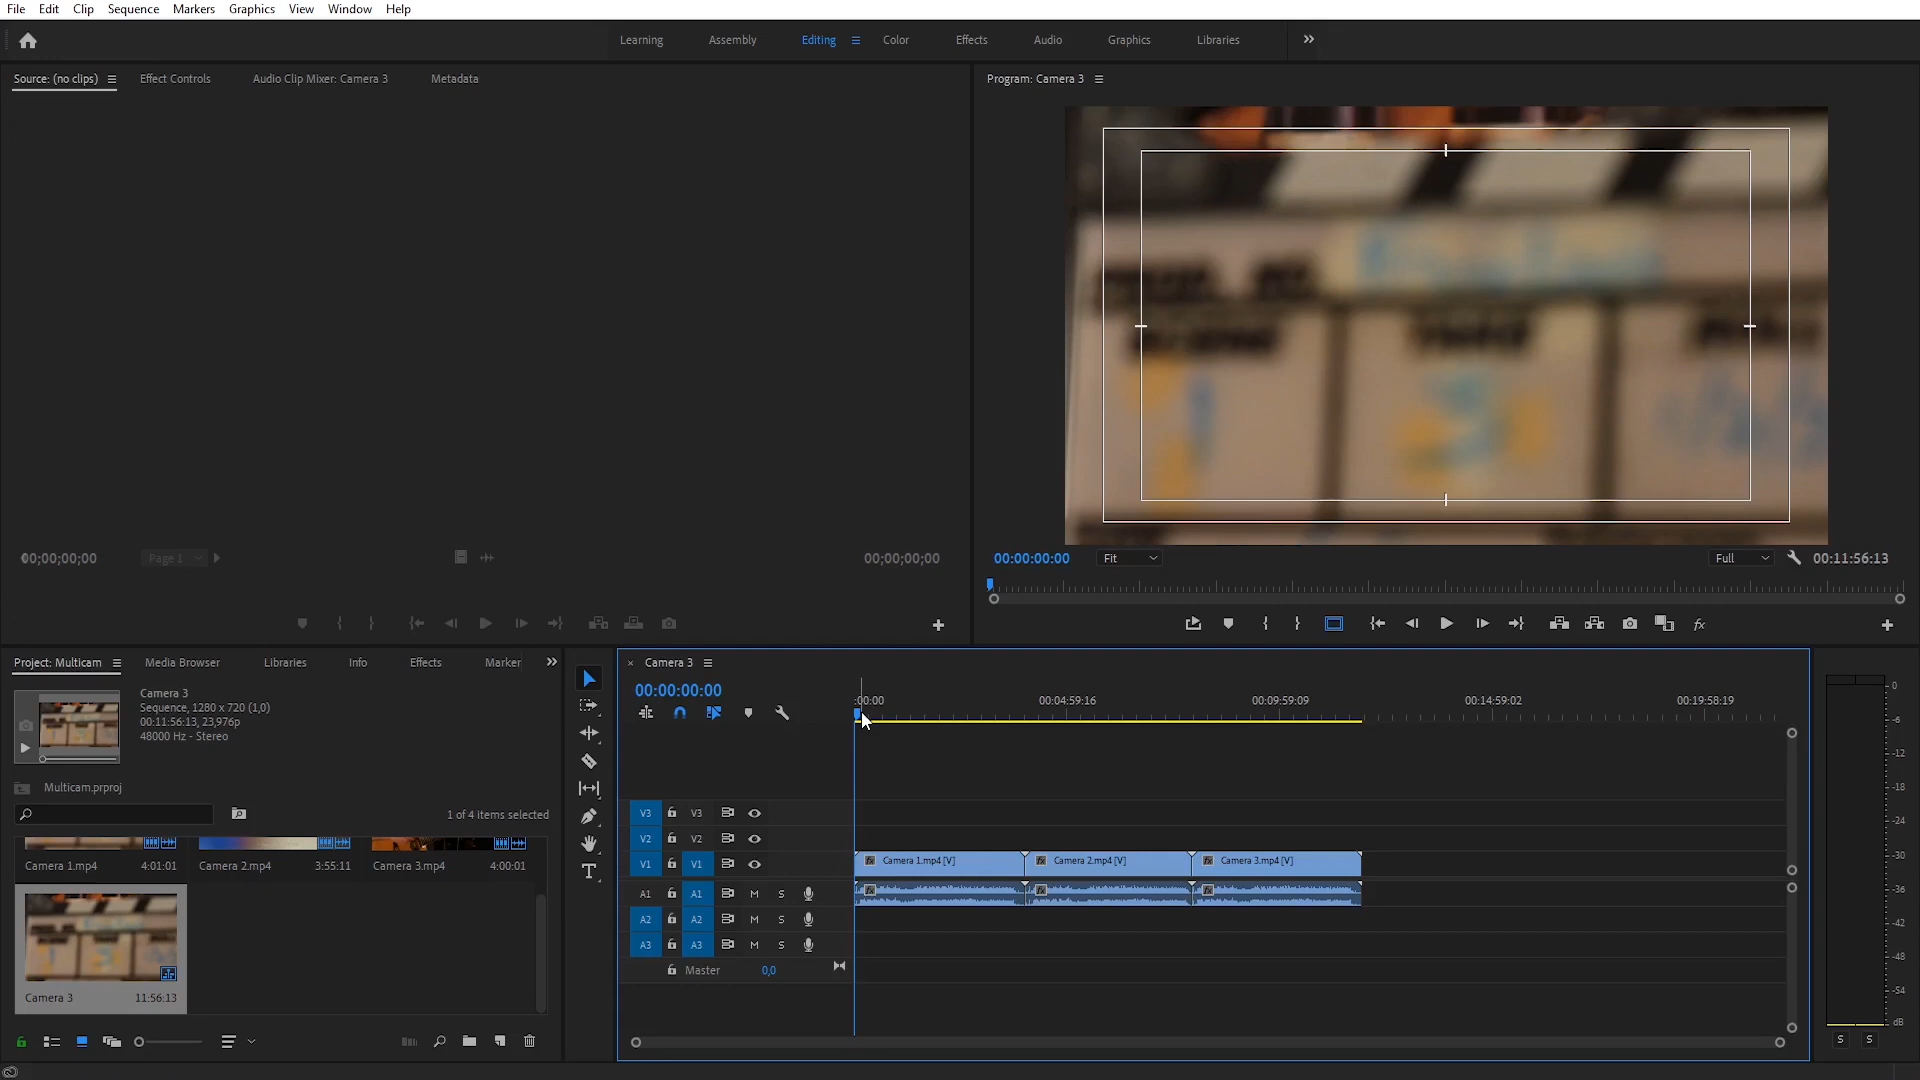 File Edit Clip Sequence Markers Graphics View Window Help
Learning Assembly Editing Color Effects Audio Graphics Libraries
Source: (no clips) Effect Controls Audio Clip Mixer: Camera 3 Metadata
Program: Camera 3
00;00;00;00 Page 1 00;00;00;00
00:00:00:00 Fit Full 00:11:56:13
Project: Multicam Media Browser Libraries Info Effects Marker
Camera 3
Sequence, 1280 x 720 (1,0)
00:11:56:13, 23,976p
48000 Hz - Stereo
Multicam.prproj
1 of 4 items selected
Camera 1.mp4 4:01:01 Camera 2.mp4 3:55:11 Camera 3.mp4 4:00:01
Camera 3 11:56:13
Camera 3
00:00:00:00
:00:00 00:04:59:16 00:09:59:09 00:14:59:02 00:19:58:19
V3 V3
V2 V2
V1 V1 Camera 1.mp4 [V] Camera 2.mp4 [V] Camera 3.mp4 [V]
A1 A1 M S
A2 A2 M S
A3 A3 M S
Master 0,0
0
-6
-12
-18
-24
-30
-36
-42
-48
-54
dB
S S